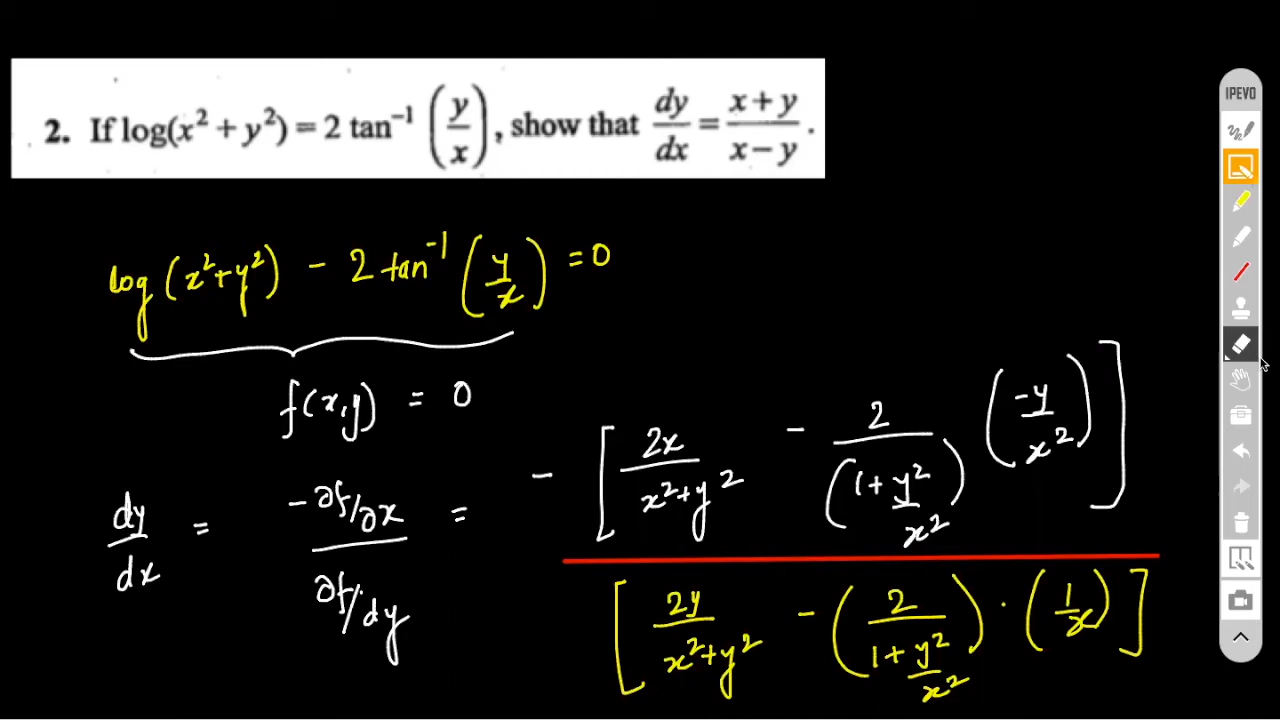 IPEVO
2. If log(x² + y²) = 2 tan⁻¹ (y/x), show that dy/dx = (x + y)/(x − y).
log (x²+y²) − 2 tan⁻¹ (y/x) = 0
f(x,y) = 0
dy/dx = (−∂f/∂x)/(∂f/dy) = −[2x/(x²+y²) − 2/(1 + y²/x²) (−y/x²)] / [2y/(x²+y²) − (2/(1 + y²/x²)) · (1/x)]